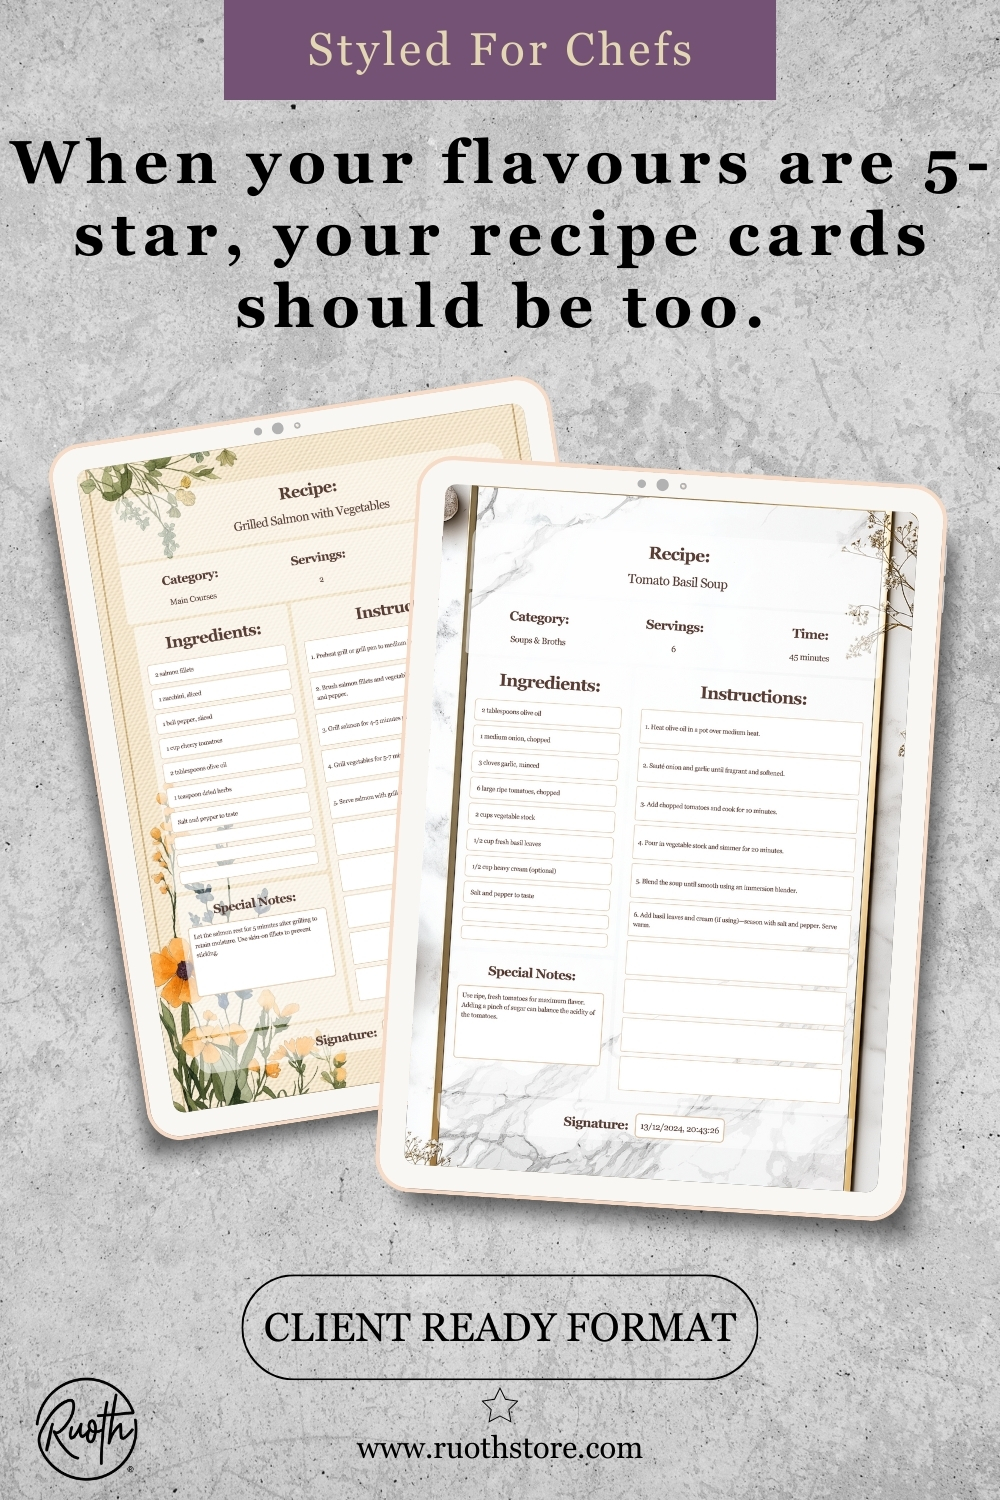 Styled For Chefs
When your flavours are 5-
star, your recipe cards
should be too.
Recipe:
Grilled Salmon with Vegetables
Category:
Main Courses
Servings:
2
Ingredients:
2 salmon fillets
1 zucchini, sliced
1 bell pepper, sliced
1 cup cherry tomatoes
2 tablespoons olive oil
1 teaspoon dried herbs
Salt and pepper to taste
Special Notes:
Let the salmon rest for 5 minutes after grilling to
retain moisture. Use skin-on fillets to prevent
sticking.
Instruc
1. Preheat grill or grill pan to medium
2. Brush salmon fillets and vegetab
and pepper.
3. Grill salmon for 4-5 minutes
4. Grill vegetables for 5-7 min
5. Serve salmon with grill
Signature:
Recipe:
Tomato Basil Soup
Category:
Soups & Broths
Servings:
6
Time:
45 minutes
Ingredients:
2 tablespoons olive oil
1 medium onion, chopped
3 cloves garlic, minced
6 large ripe tomatoes, chopped
2 cups vegetable stock
1/2 cup fresh basil leaves
1/2 cup heavy cream (optional)
Salt and pepper to taste
Special Notes:
Use ripe, fresh tomatoes for maximum flavor.
Adding a pinch of sugar can balance the acidity of
the tomatoes.
Instructions:
1. Heat olive oil in a pot over medium heat.
2. Sauté onion and garlic until fragrant and softened.
3. Add chopped tomatoes and cook for 10 minutes.
4. Pour in vegetable stock and simmer for 20 minutes.
5. Blend the soup until smooth using an immersion blender.
6. Add basil leaves and cream (if using)—season with salt and pepper. Serve
warm.
Signature:
13/12/2024, 20:43:26
CLIENT READY FORMAT
Ruoth
®
www.ruothstore.com